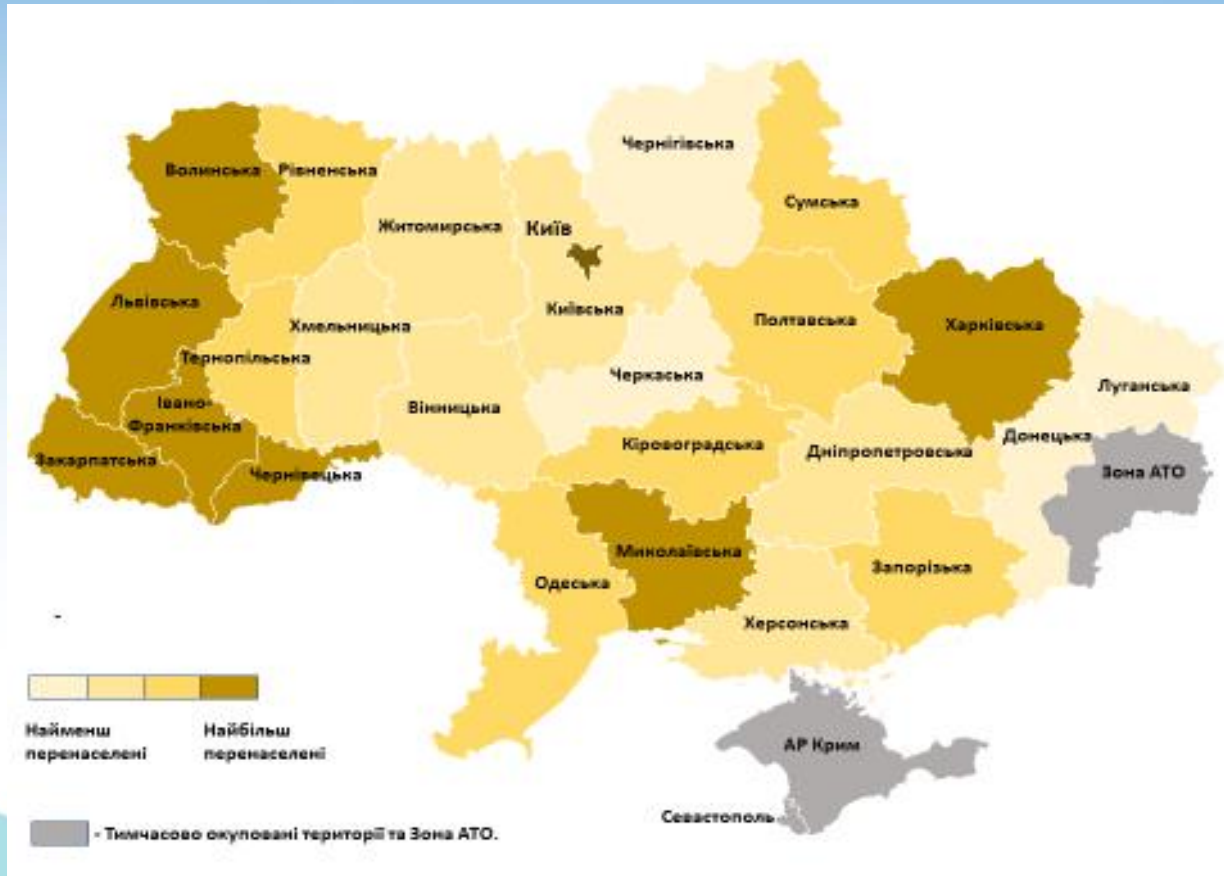 Чернігівська
Волинська
Рівненська
Сумська
Житомирська
Київ
Львівська
Київська
Полтавська
Харківська
Хмельницька
Тернопільська
Черкаська
Луганська
Івано-
Франківська
Вінницька
Кіровоградська
Дніпропетровська
Донецька
Закарпатська
Чернівецька
Зона АТО
Миколаївська
Одеська
Запорізька
Херсонська
-
Найменш
перенаселені
Найбільш
перенаселені
АР Крим
Севастополь
- Тимчасово окуповані території та Зона АТО.